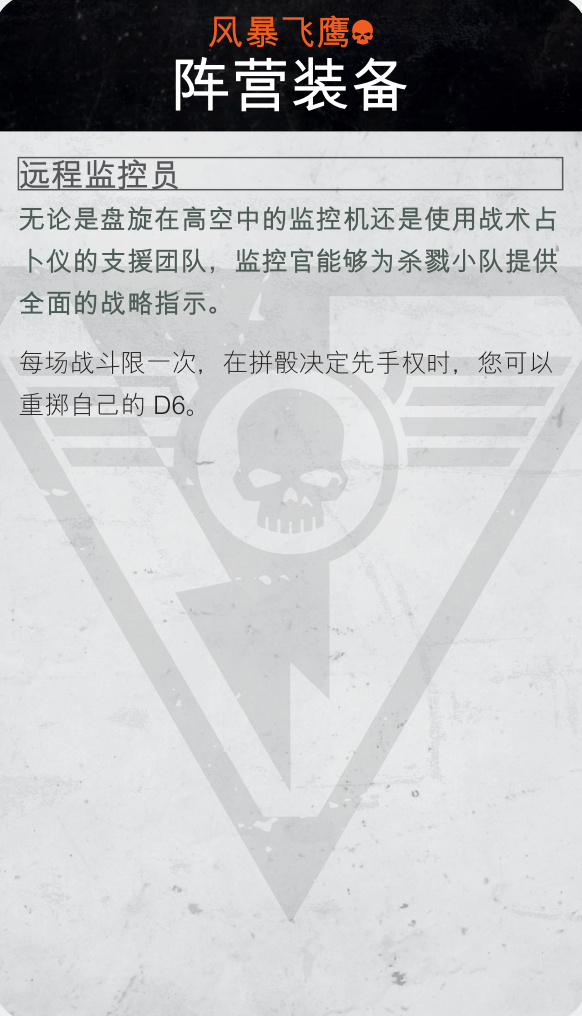 风暴飞鹰
阵营装备
远程监控员
无论是盘旋在高空中的监控机还是使用战术占
卜仪的支援团队，监控官能够为杀戮小队提供
全面的战略指示。
每场战斗限一次，在拼骰决定先手权时，您可以
重掷自己的 D6。